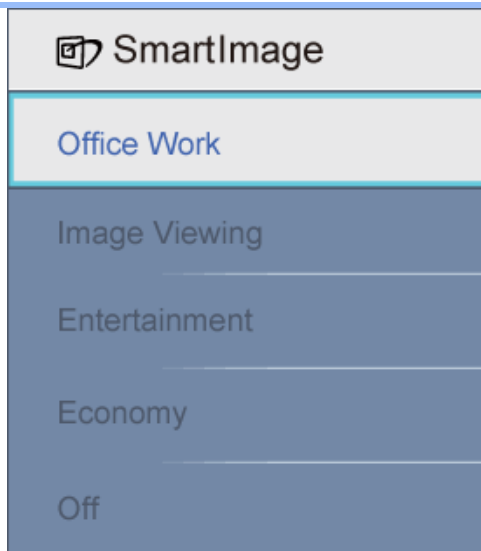 SmartImage
Office Work
Image Viewing
Entertainment
Economy
Off